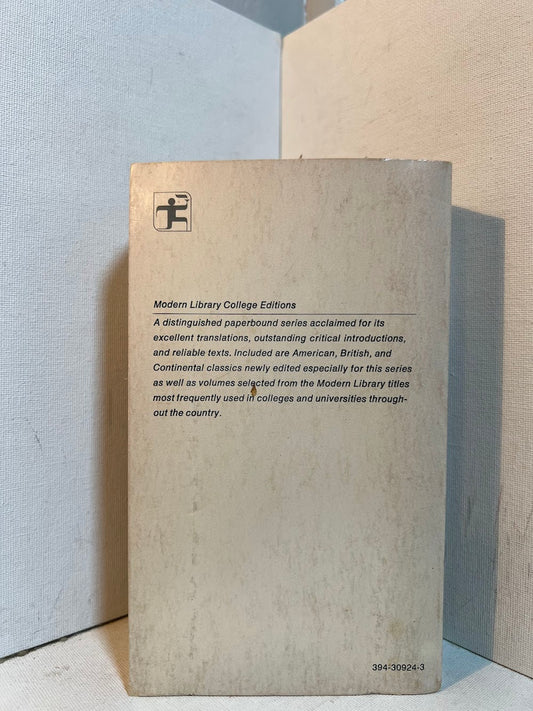 Modern Library College Editions
A distinguished paperbound series acclaimed for its
excellent translations, outstanding critical introductions,
and reliable texts. Included are American, British, and
Continental classics newly edited especially for this series
as well as volumes selected from the Modern Library titles
most frequently used in colleges and universities through-
out the country.
394-30924-3